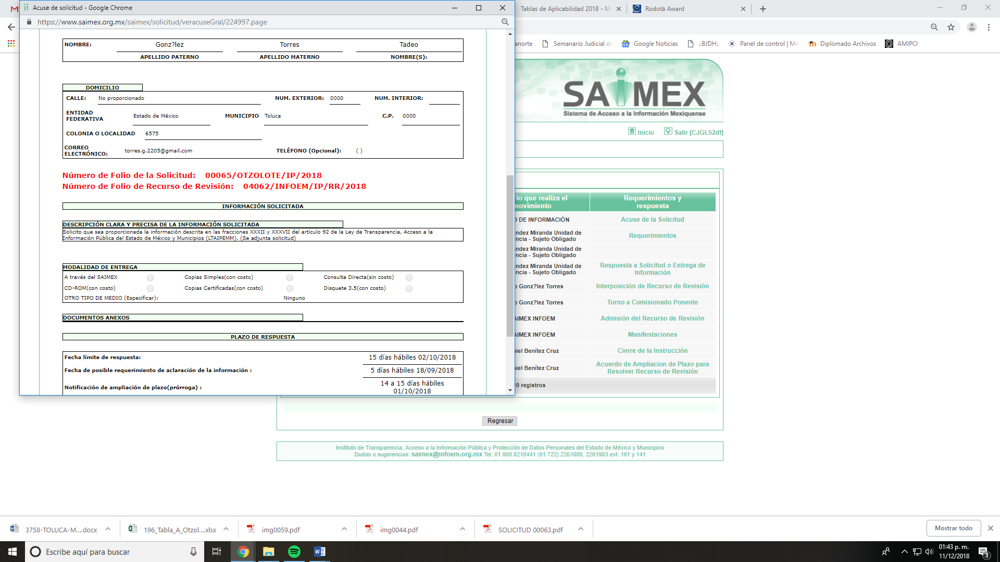 Acuse de solicitud - Google Chrome
Tablas de Aplicabilidad 2018 - M
Rodotà Award
https://www.saimex.org.mx/saimex/solicitud/veracuseGral/224997.page
anorte
Semanario Judicial de
Google Noticias
.:BJDH:.
Panel de control | Mé
Diplomado Archivos
AMIPCI
NOMBRE: Gonz?lez Torres Tadeo
APELLIDO PATERNO APELLIDO MATERNO NOMBRE(S):
DOMICILIO
CALLE: No proporcionado NUM. EXTERIOR: 0000 NUM. INTERIOR:
ENTIDAD FEDERATIVA Estado de México MUNICIPIO Toluca C.P. 0000
COLONIA O LOCALIDAD 6575
CORREO ELECTRÓNICO: torres.g.2205@gmail.com TELÉFONO (Opcional): ( )
Número de Folio de la Solicitud: 00065/OTZOLOTE/IP/2018
Número de Folio de Recurso de Revisión: 04062/INFOEM/IP/RR/2018
INFORMACIÓN SOLICITADA
DESCRIPCIÓN CLARA Y PRECISA DE LA INFORMACIÓN SOLICITADA
Solicito que sea proporcionada la información descrita en las fracciones XXXII y XXXVII del artículo 92 de la Ley de Transparencia, Acceso a la
Información Pública del Estado de México y Municipios (LTAIPEMM). (Se adjunta solicitud)
MODALIDAD DE ENTREGA
A través del SAIMEX Copias Simples(con costo) Consulta Directa(sin costo)
CD-ROM(con costo) Copias Certificadas(con costo) Disquete 3.5(con costo)
OTRO TIPO DE MEDIO (Especificar): Ninguno
DOCUMENTOS ANEXOS
PLAZO DE RESPUESTA
Fecha límite de respuesta: 15 días hábiles 02/10/2018
Fecha de posible requerimiento de aclaración de la información : 5 días hábiles 18/09/2018
Notificación de ampliación de plazo(prórroga) : 14 a 15 días hábiles
01/10/2018
SAIMEX
Sistema de Acceso a la Información Mexiquense
Inicio Salir [CJGL52df]
rio que realiza el
movimiento
Requerimientos y
respuesta
O DE INFORMACIÓN Acuse de la Solicitud
ndez Miranda Unidad de
ncia - Sujeto Obligado
Requerimientos
ndez Miranda Unidad de
ncia - Sujeto Obligado
ndez Miranda Unidad de
ncia - Sujeto Obligado
Respuesta a Solicitud o Entrega de
Información
o Gonz?lez Torres Interposición de Recurso de Revisión
o Gonz?lez Torres Turno a Comisionado Ponente
AIMEX INFOEM Admisión del Recurso de Revisión
AIMEX INFOEM Manifestaciones
niel Benítez Cruz Cierre de la Instrucción
niel Benítez Cruz Acuerdo de Ampliacion de Plazo para
Resolver Recurso de Revisión
0 registros
Regresar
Instituto de Transparencia, Acceso a la Información Pública y Protección de Datos Personales del Estado de México y Municipios
Dudas o sugerencias: saimex@infoem.org.mx Tel. 01 800 8210441 (01 722) 2261680, 2261983 ext. 101 y 141
3758-TOLUCA-M....docx
196_Tabla_A_Otzol....xlsx
img0059.pdf
img0044.pdf
SOLICITUD 00063.pdf
Mostrar todo
Escribe aquí para buscar
01:43 p. m.
11/12/2018
3